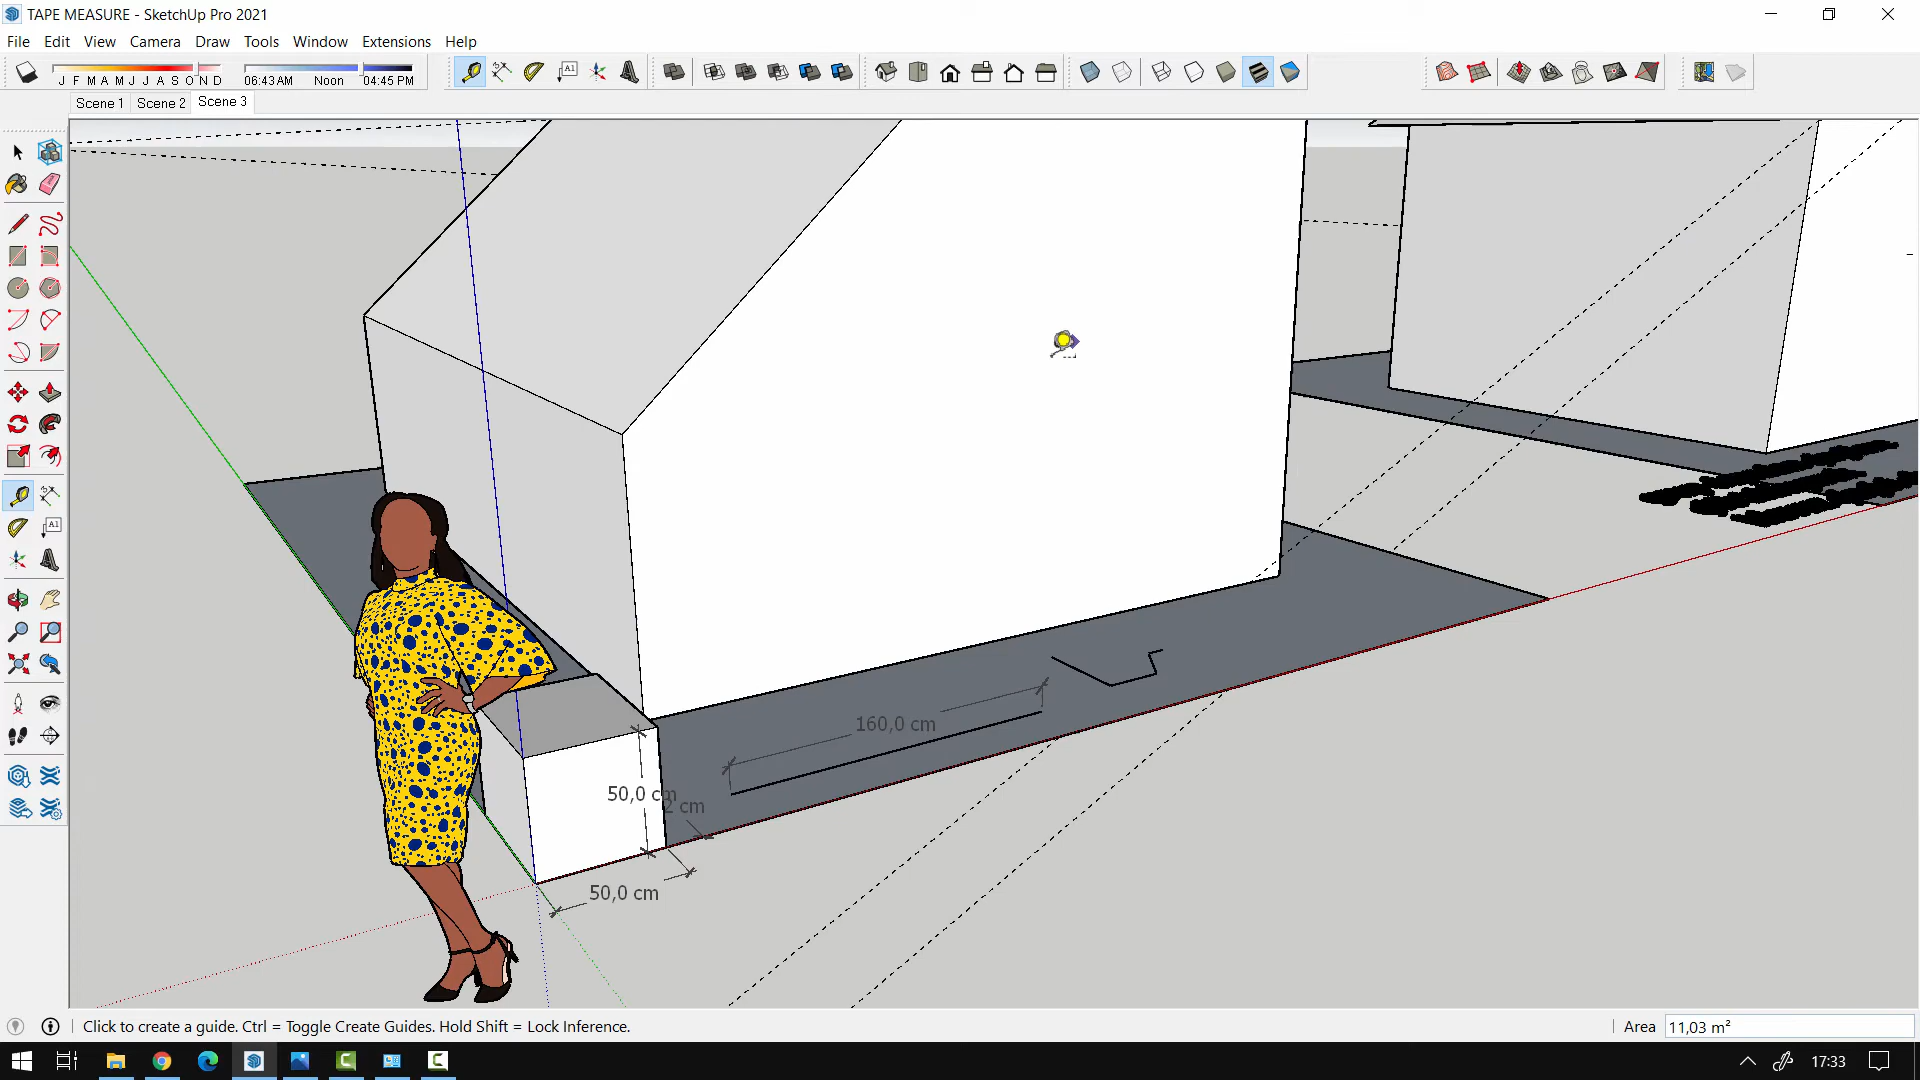 TAPE MEASURE - SketchUp Pro 2021
File Edit View Camera Draw Tools Window Extensions Help
J F M A M J J A S O N D 06:43 AM Noon 04:45 PM
Scene 1 Scene 2 Scene 3
160,0 cm
50,0 cm
2 cm
50,0 cm
Click to create a guide. Ctrl = Toggle Create Guides. Hold Shift = Lock Inference.
Area 11,03 m²
17:33